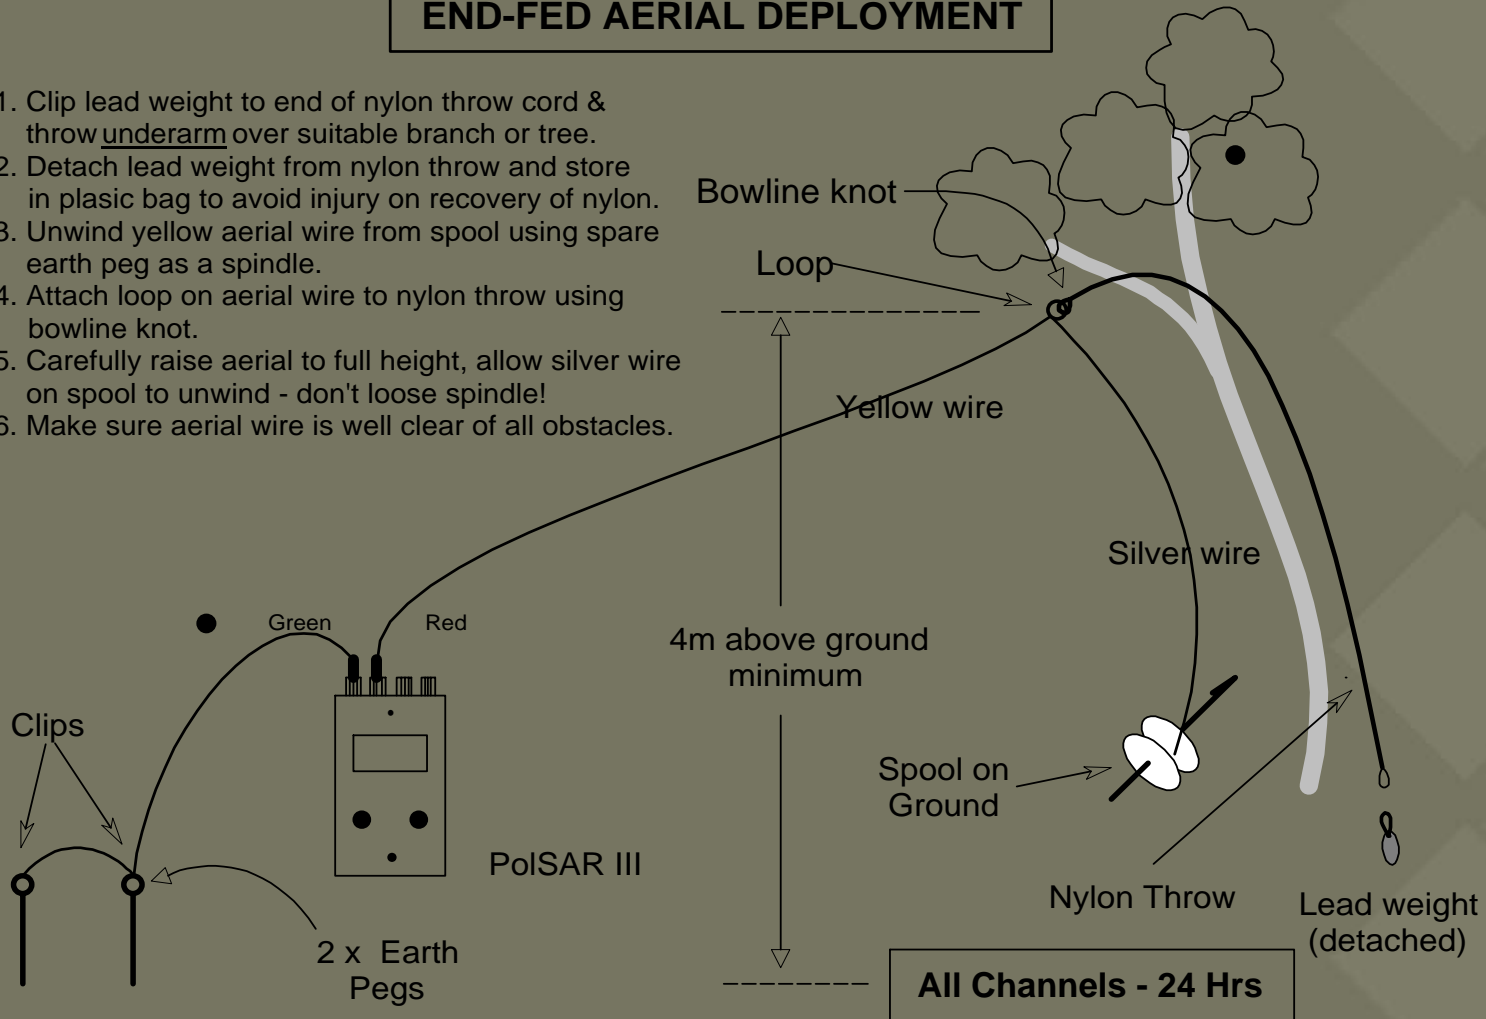 END-FED AERIAL DEPLOYMENT
1. Clip lead weight to end of nylon throw cord &
throw underarm over suitable branch or tree.
2. Detach lead weight from nylon throw and store
in plasic bag to avoid injury on recovery of nylon.
3. Unwind yellow aerial wire from spool using spare
earth peg as a spindle.
4. Attach loop on aerial wire to nylon throw using
bowline knot.
5. Carefully raise aerial to full height, allow silver wire
on spool to unwind - don't loose spindle!
6. Make sure aerial wire is well clear of all obstacles.
Bowline knot
Loop
Yellow wire
Silver wire
Green
Red
4m above ground
minimum
Clips
Spool on
Ground
PolSAR III
Nylon Throw
Lead weight
(detached)
2 x Earth
Pegs
All Channels - 24 Hrs